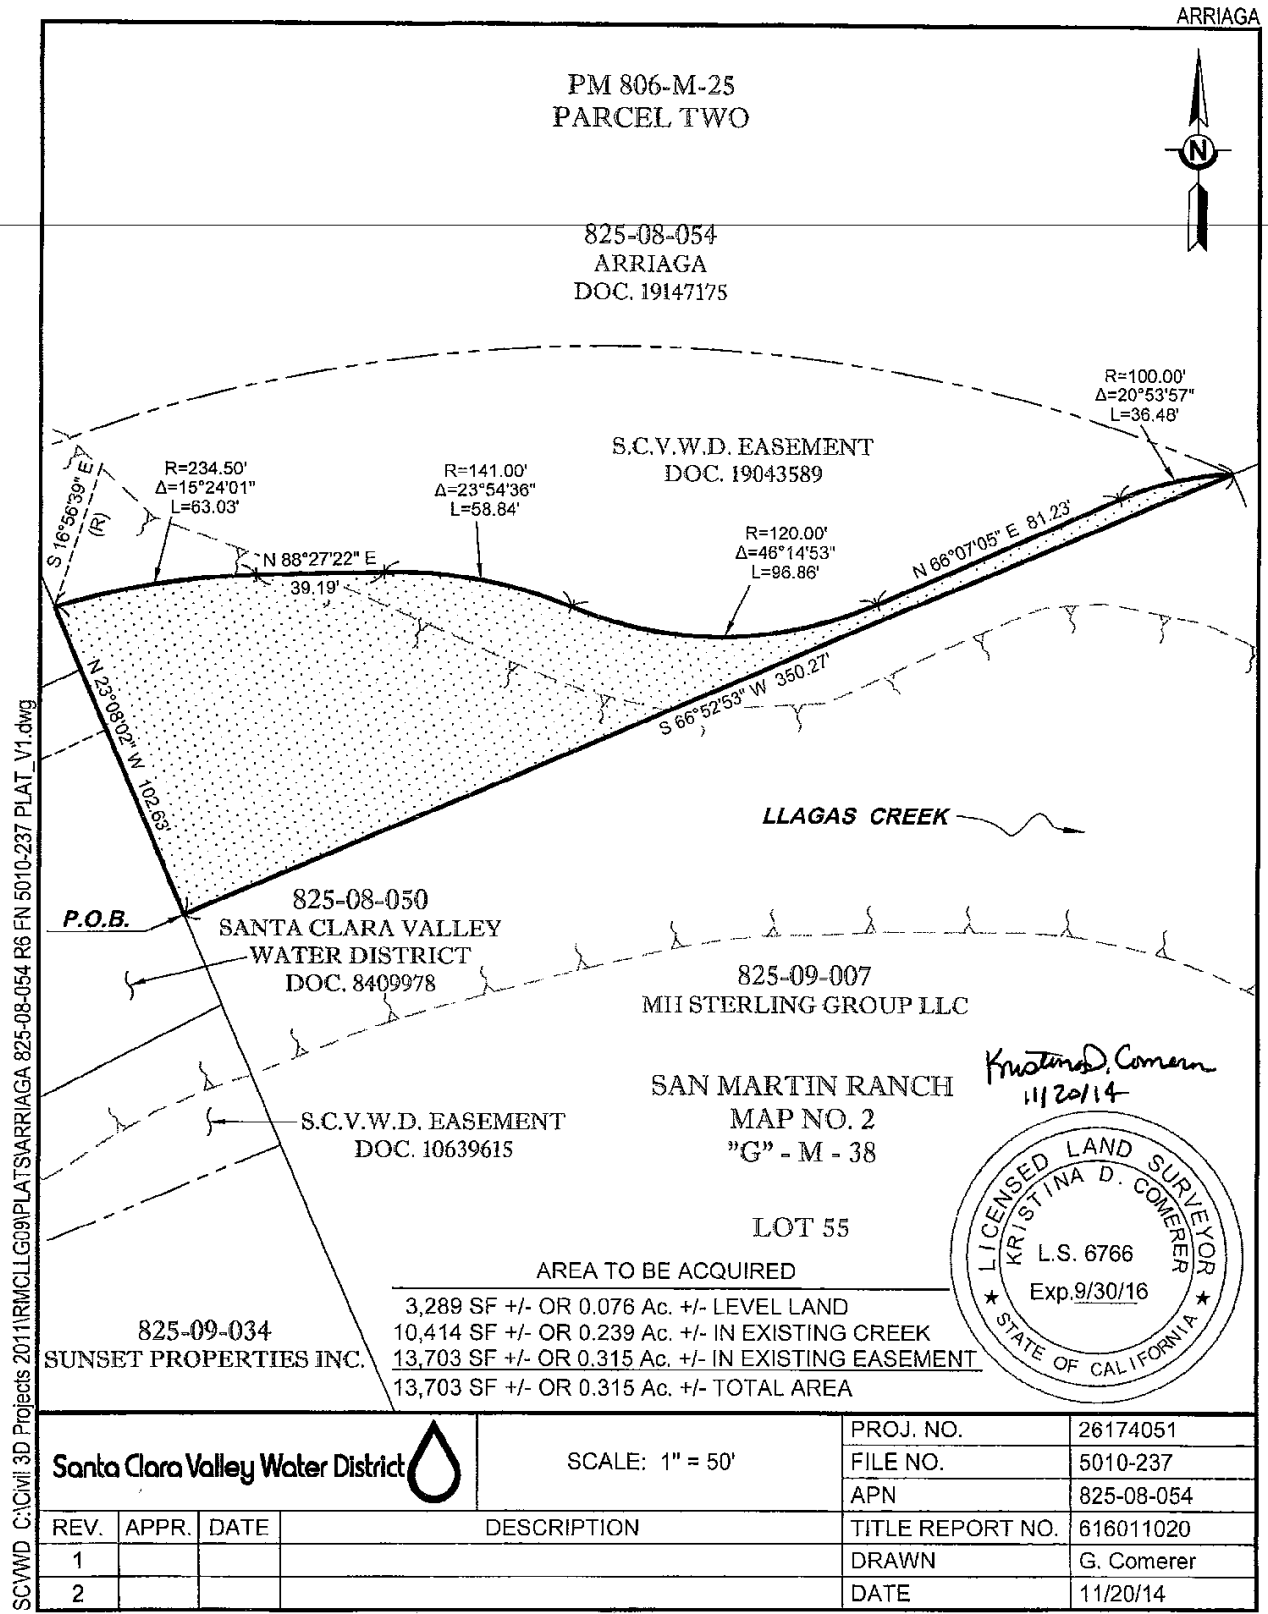 ARRIAGA
PM 806-M-25
PARCEL TWO
N
825-08-054
ARRIAGA
DOC. 19147175
R=100.00'
Δ=20°53'57"
L=36.48'
S.C.V.W.D. EASEMENT
DOC. 19043589
S 16°56'39" E
(R)
R=234.50'
Δ=15°24'01"
L=63.03'
R=141.00'
Δ=23°54'36"
L=58.84'
R=120.00'
Δ=46°14'53"
L=96.86'
N 88°27'22" E
39.19'
N 66°07'05" E 81.23'
N 23°08'02" W 102.63'
S 66°52'53" W 350.27'
LLAGAS CREEK
P.O.B.
825-08-050
SANTA CLARA VALLEY
WATER DISTRICT
DOC. 8409978
825-09-007
MH STERLING GROUP LLC
Kristina D. Comerer
11/20/14
SAN MARTIN RANCH
MAP NO. 2
"G" - M - 38
S.C.V.W.D. EASEMENT
DOC. 10639615
LOT 55
LICENSED LAND SURVEYOR
KRISTINA D. COMERER
L.S. 6766
Exp.9/30/16
★ STATE OF CALIFORNIA ★
AREA TO BE ACQUIRED
3,289 SF +/- OR 0.076 Ac. +/- LEVEL LAND
10,414 SF +/- OR 0.239 Ac. +/- IN EXISTING CREEK
13,703 SF +/- OR 0.315 Ac. +/- IN EXISTING EASEMENT
13,703 SF +/- OR 0.315 Ac. +/- TOTAL AREA
825-09-034
SUNSET PROPERTIES INC.
SCVWD C:\Civil 3D Projects 2011\RMCLLG09\PLATS\ARRIAGA 825-08-054 R6 FN 5010-237 PLAT_V1.dwg
Santa Clara Valley Water District
SCALE: 1" = 50'
PROJ. NO. 26174051
FILE NO. 5010-237
APN 825-08-054
REV. APPR. DATE DESCRIPTION
TITLE REPORT NO. 616011020
1
DRAWN G. Comerer
2
DATE 11/20/14